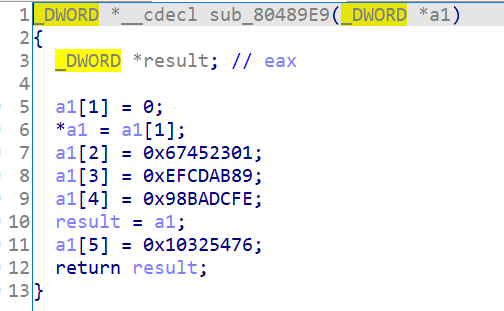 1 _DWORD *__cdecl sub_80489E9(_DWORD *a1)
2 {
3   _DWORD *result; // eax
4
5   a1[1] = 0;
6   *a1 = a1[1];
7   a1[2] = 0x67452301;
8   a1[3] = 0xEFCDAB89;
9   a1[4] = 0x98BADCFE;
10   result = a1;
11   a1[5] = 0x10325476;
12   return result;
13 }